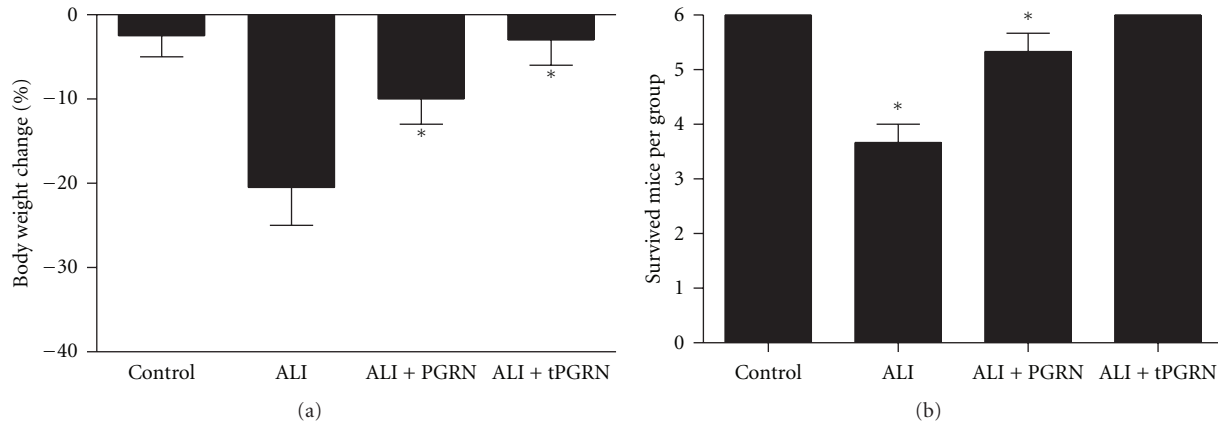 0
−10
−20
−30
−40
Body weight change (%)
*
*
Control
ALI
ALI + PGRN
ALI + tPGRN
(a)
6
5
4
3
2
1
0
Survived mice per group
*
*
Control
ALI
ALI + PGRN
ALI + tPGRN
(b)